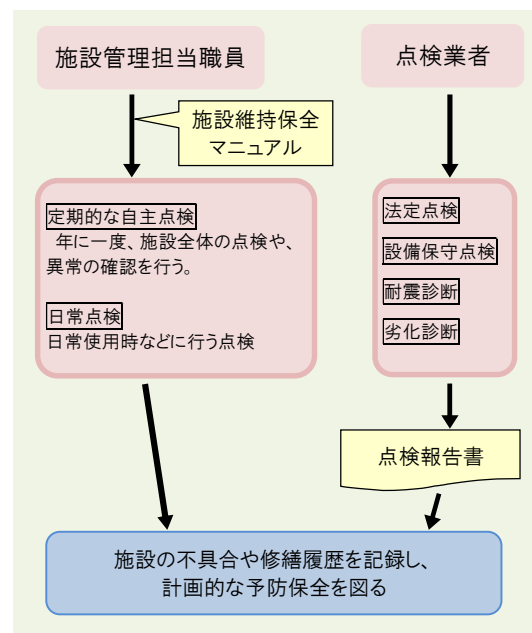 施設管理担当職員
点検業者
施設維持保全
マニュアル
定期的な自主点検
年に一度、施設全体の点検や、
異常の確認を行う。
日常点検
日常使用時などに行う点検
法定点検
設備保守点検
耐震診断
劣化診断
点検報告書
施設の不具合や修繕履歴を記録し、
計画的な予防保全を図る